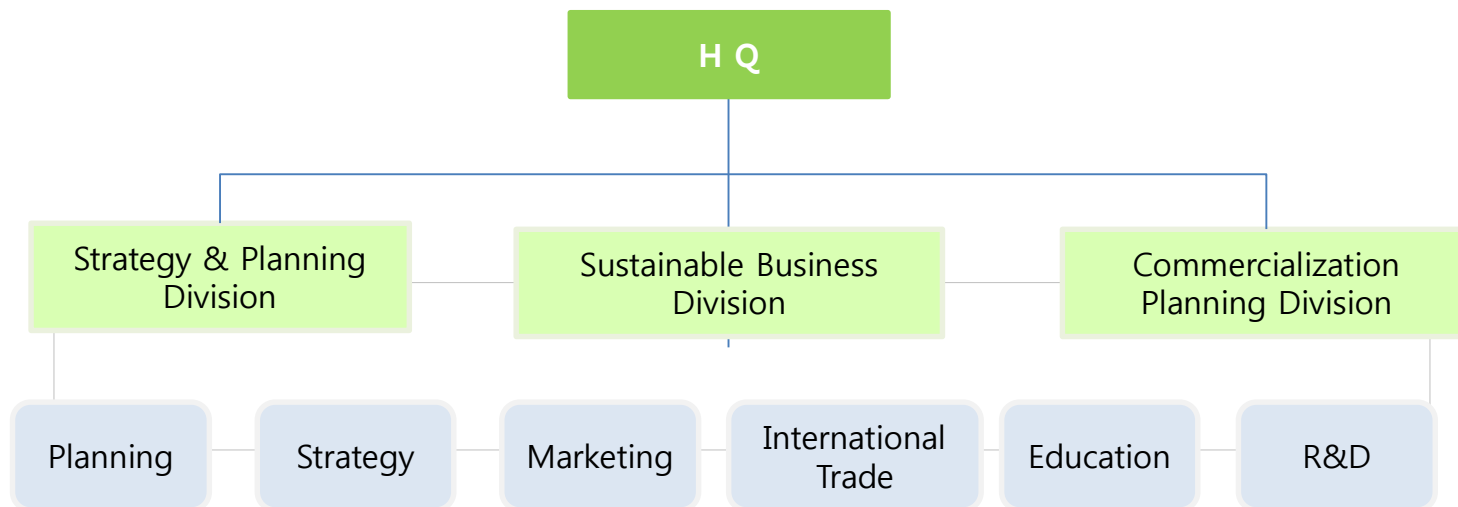 H Q
Strategy & Planning
Division
Sustainable Business
Division
Commercialization
Planning Division
Planning
Strategy
Marketing
International
Trade
Education
R&D